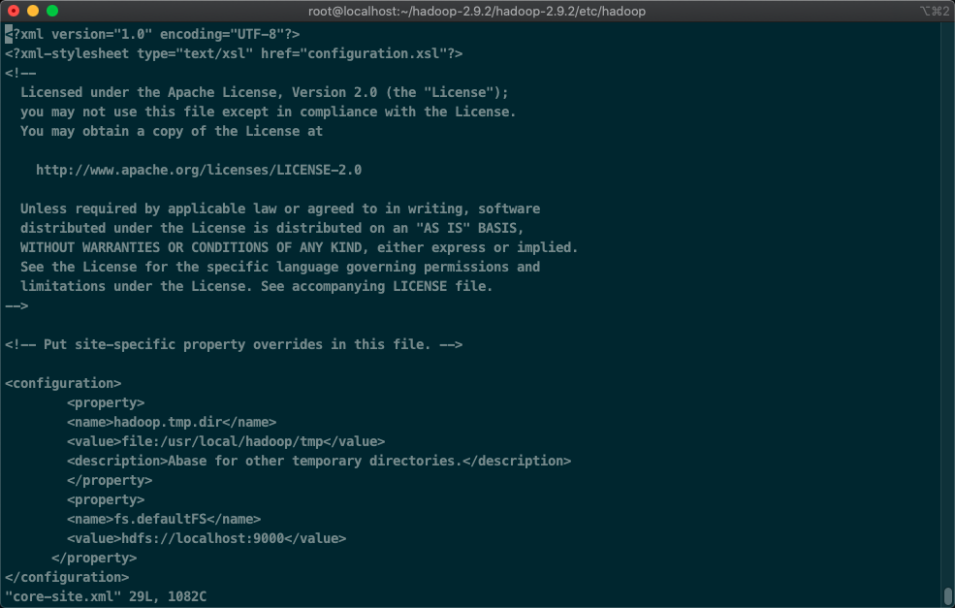 root@localhost:~/hadoop-2.9.2/hadoop-2.9.2/etc/hadoop ⌥⌘2
<?xml version="1.0" encoding="UTF-8"?>
<?xml-stylesheet type="text/xsl" href="configuration.xsl"?>
<!--
  Licensed under the Apache License, Version 2.0 (the "License");
  you may not use this file except in compliance with the License.
  You may obtain a copy of the License at

    http://www.apache.org/licenses/LICENSE-2.0

  Unless required by applicable law or agreed to in writing, software
  distributed under the License is distributed on an "AS IS" BASIS,
  WITHOUT WARRANTIES OR CONDITIONS OF ANY KIND, either express or implied.
  See the License for the specific language governing permissions and
  limitations under the License. See accompanying LICENSE file.
-->

<!-- Put site-specific property overrides in this file. -->

<configuration>
        <property>
        <name>hadoop.tmp.dir</name>
        <value>file:/usr/local/hadoop/tmp</value>
        <description>Abase for other temporary directories.</description>
        </property>
        <property>
        <name>fs.defaultFS</name>
        <value>hdfs://localhost:9000</value>
      </property>
</configuration>
"core-site.xml" 29L, 1082C